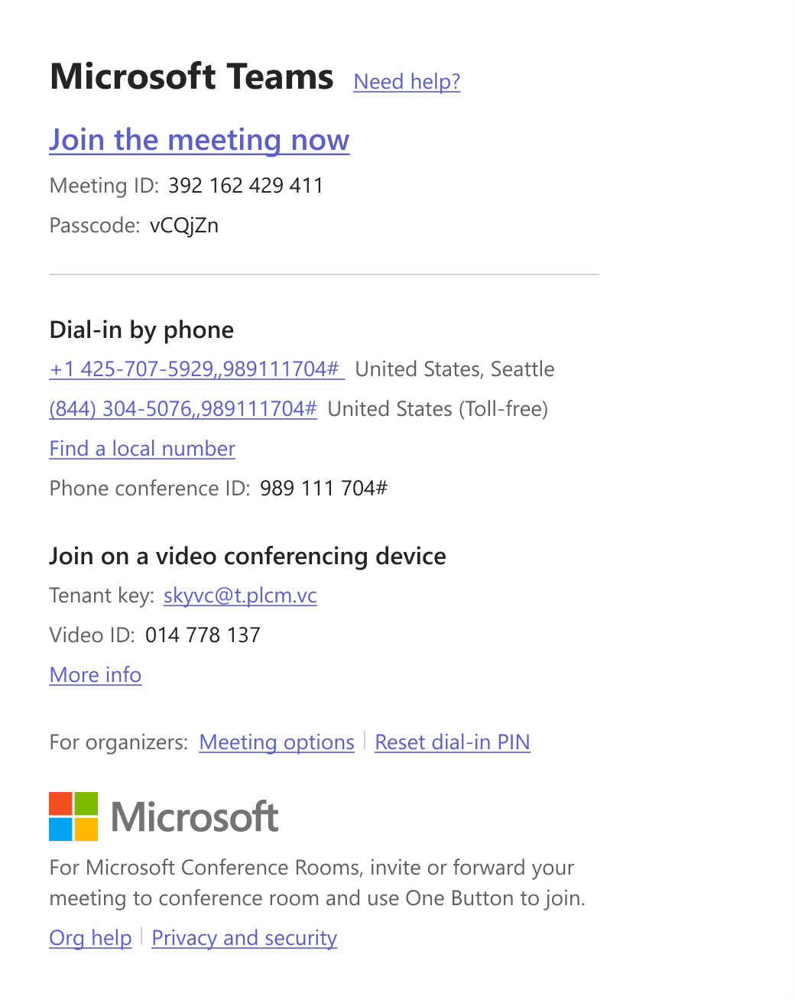 Microsoft Teams Need help?
Join the meeting now
Meeting ID: 392 162 429 411
Passcode: vCQjZn
Dial-in by phone
+1 425-707-5929,,989111704# United States, Seattle
(844) 304-5076,,989111704# United States (Toll-free)
Find a local number
Phone conference ID: 989 111 704#
Join on a video conferencing device
Tenant key: skyvc@t.plcm.vc
Video ID: 014 778 137
More info
For organizers: Meeting options | Reset dial-in PIN
Microsoft
For Microsoft Conference Rooms, invite or forward your
meeting to conference room and use One Button to join.
Org help | Privacy and security